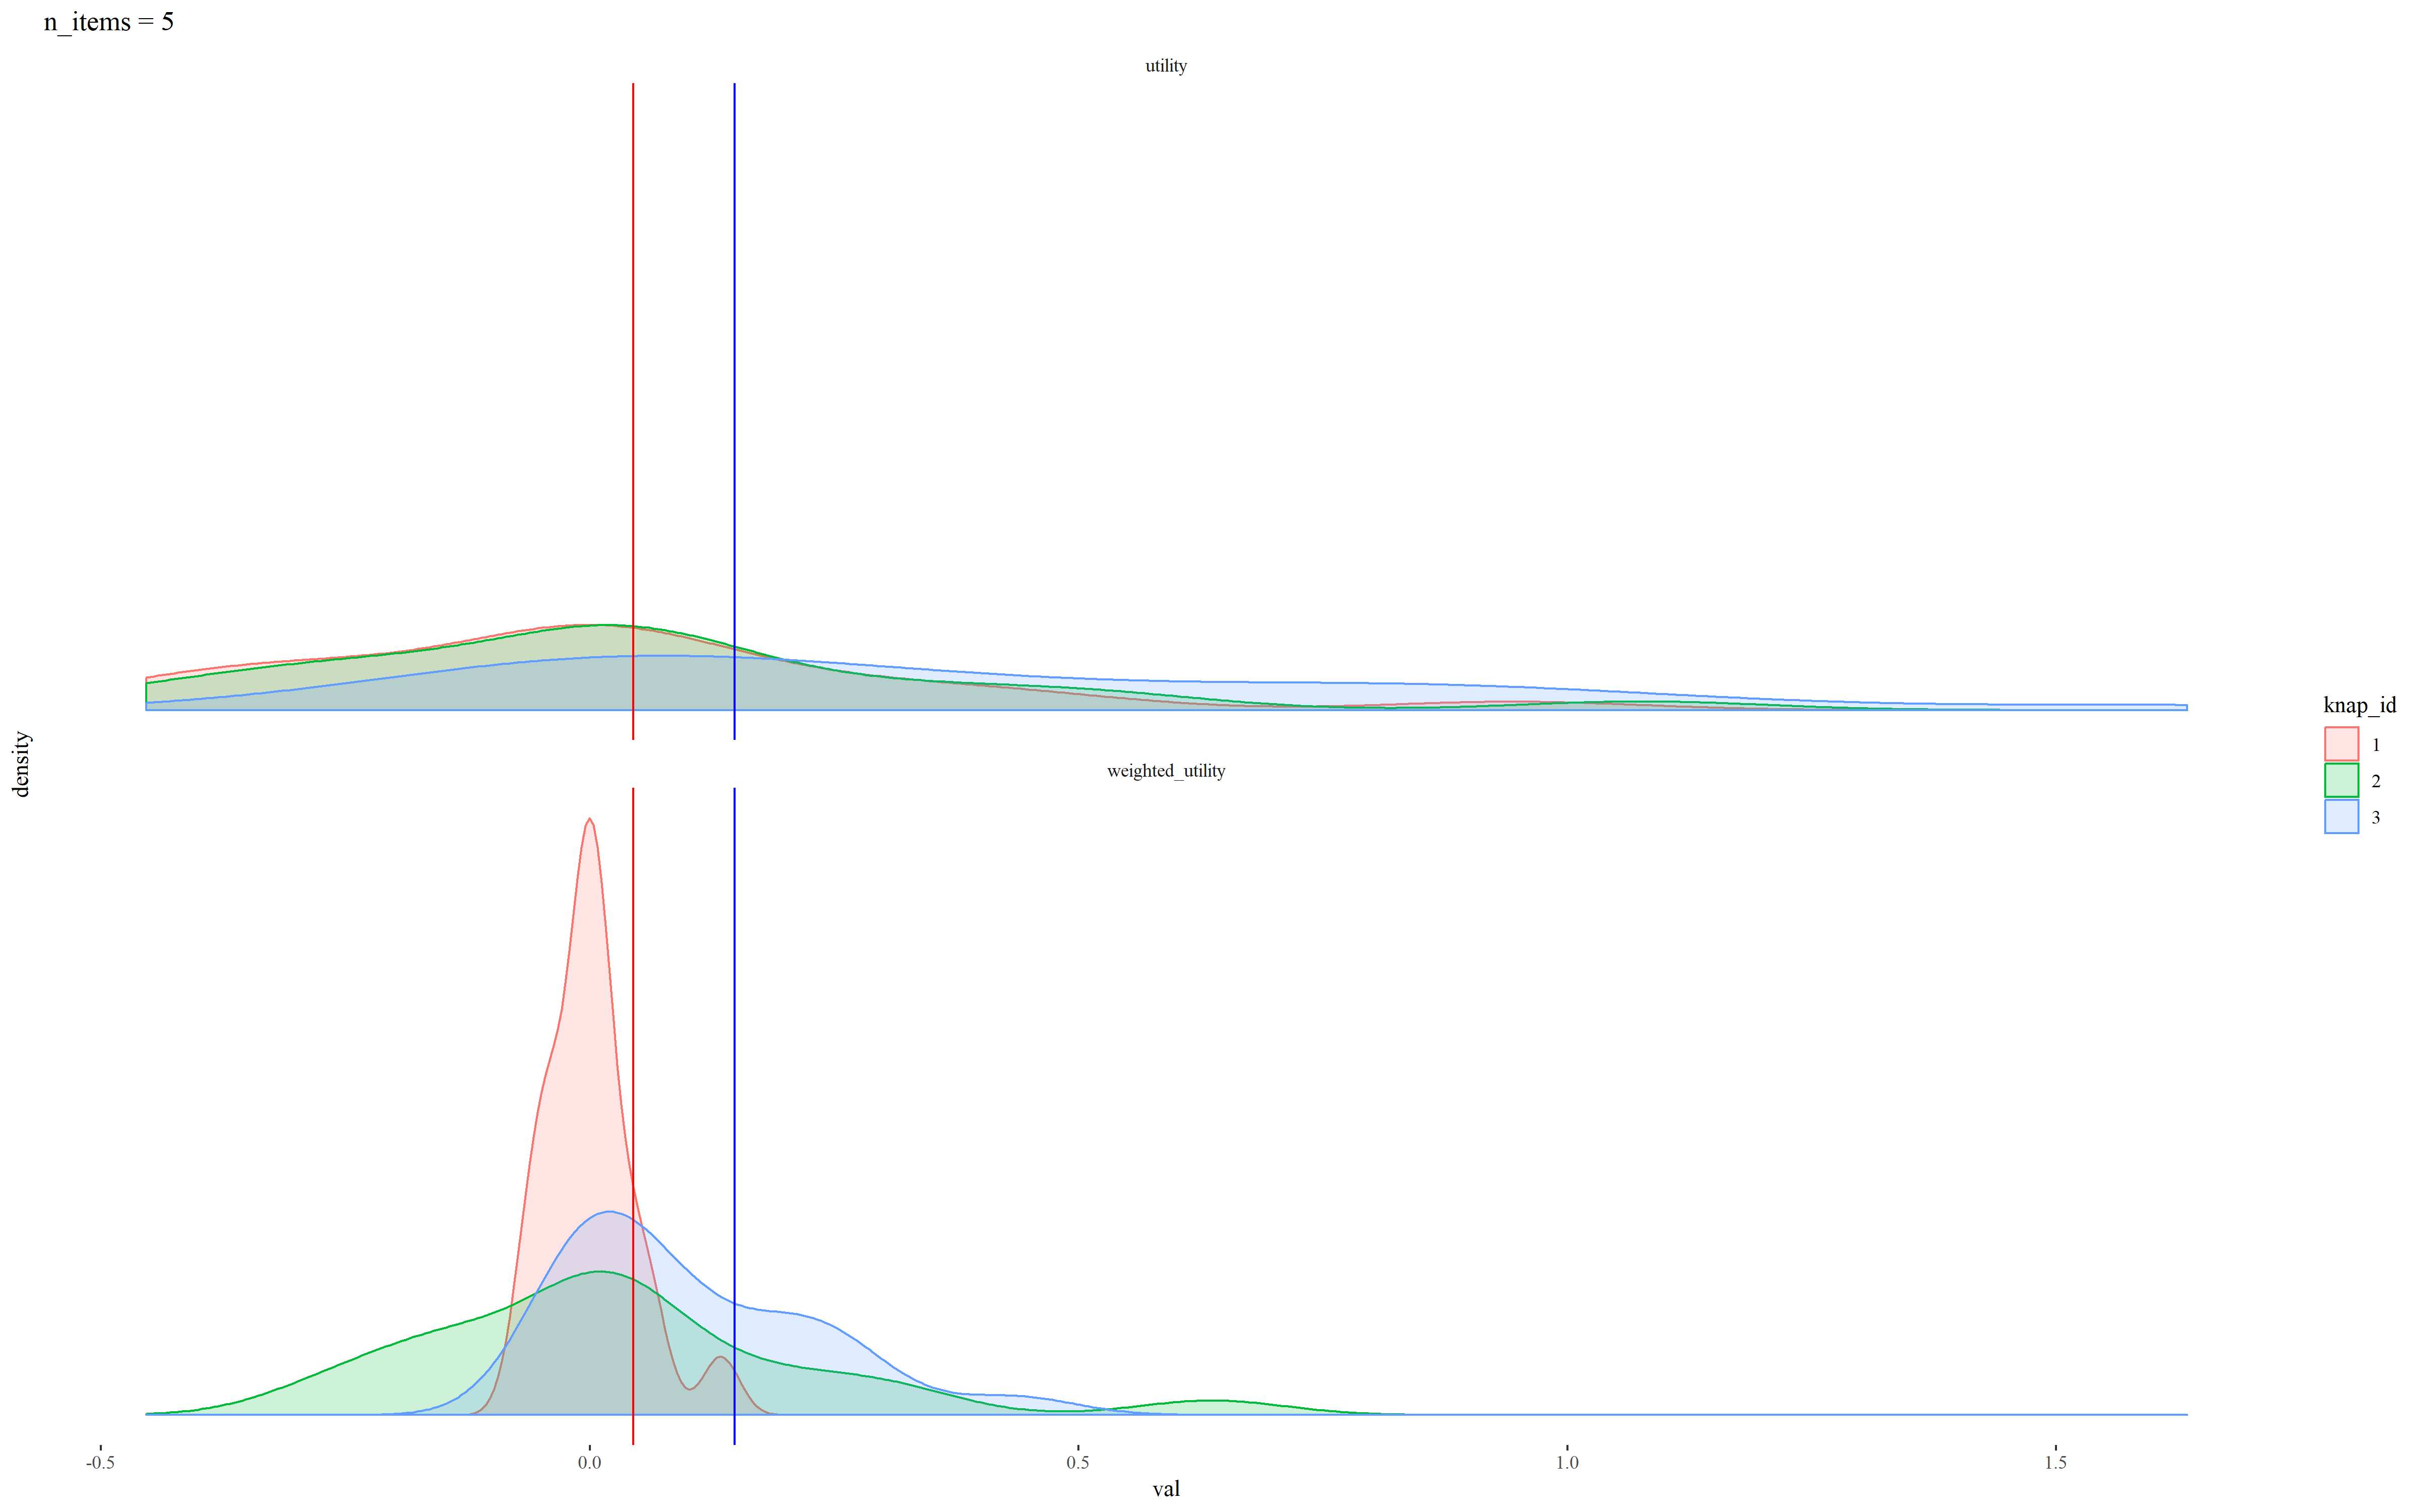 n_items = 5
utility
density
weighted_utility
-0.5
0.0
0.5
1.0
1.5
val
knap_id
1
2
3